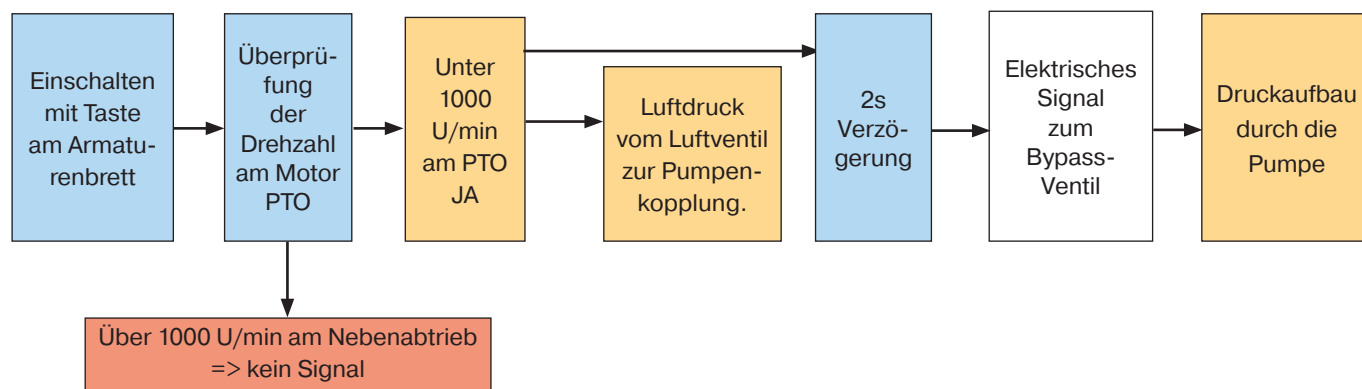 Einschalten
mit Taste
am Armatu-
renbrett
Überprü-
fung
der
Drehzahl
am Motor
PTO
Unter
1000
U/min
am PTO
JA
Luftdruck
vom Luftventil
zur Pumpen-
kopplung.
2s
Verzö-
gerung
Elektrisches
Signal
zum
Bypass-
Ventil
Druckaufbau
durch die
Pumpe
Über 1000 U/min am Nebenabtrieb
=> kein Signal